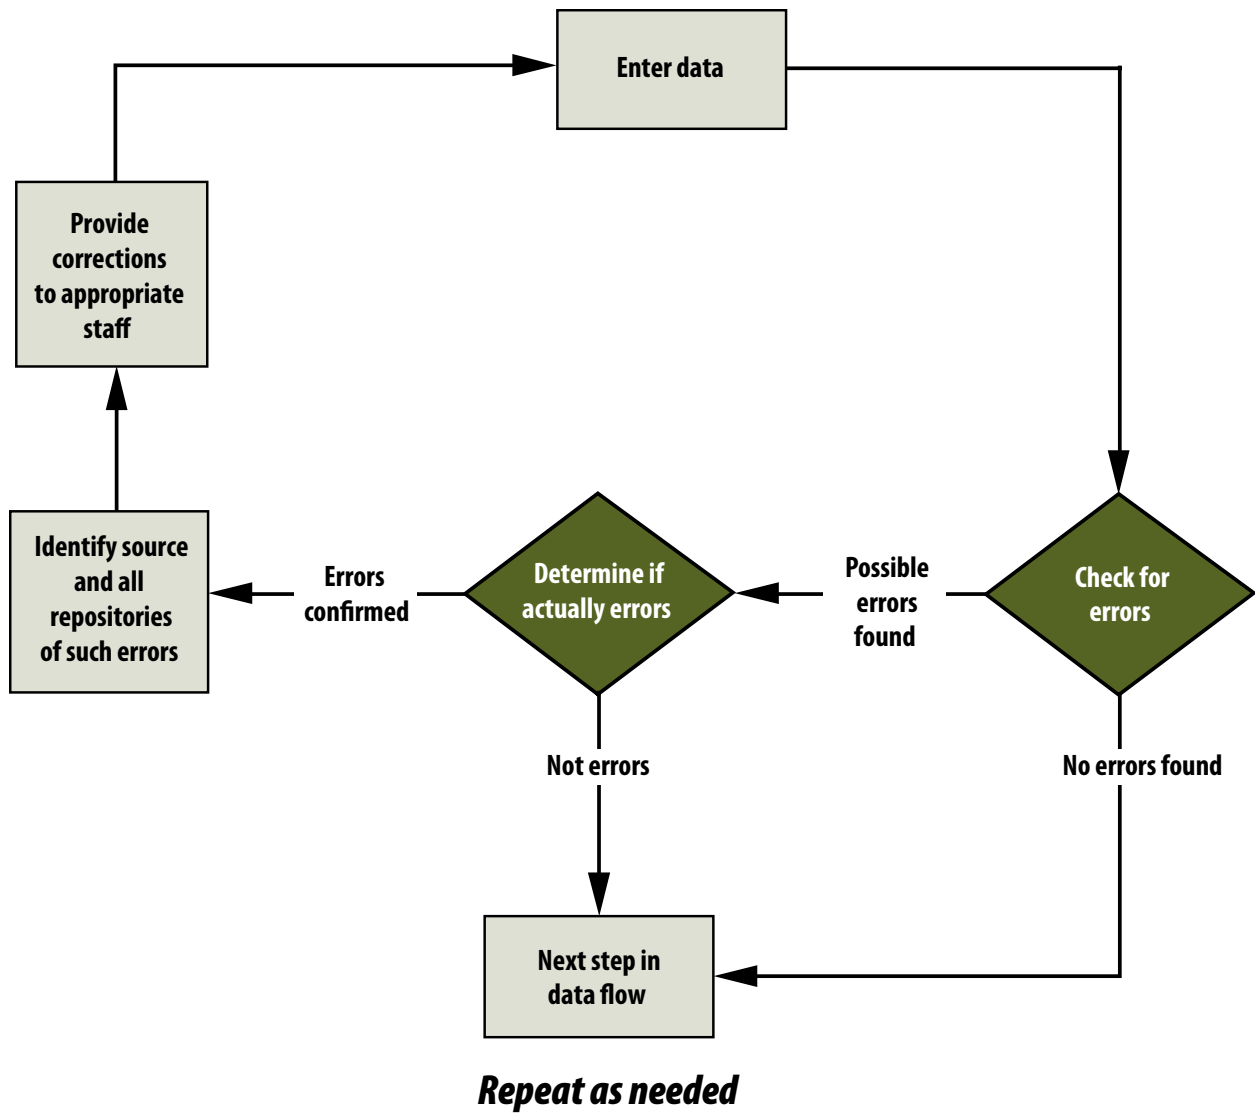 Enter data
Provide
corrections
to appropriate
staff
Identify source
and all
repositories
of such errors
Errors
confirmed
Determine if
actually errors
Possible
errors
found
Check for
errors
Not errors
No errors found
Next step in
data flow
Repeat as needed